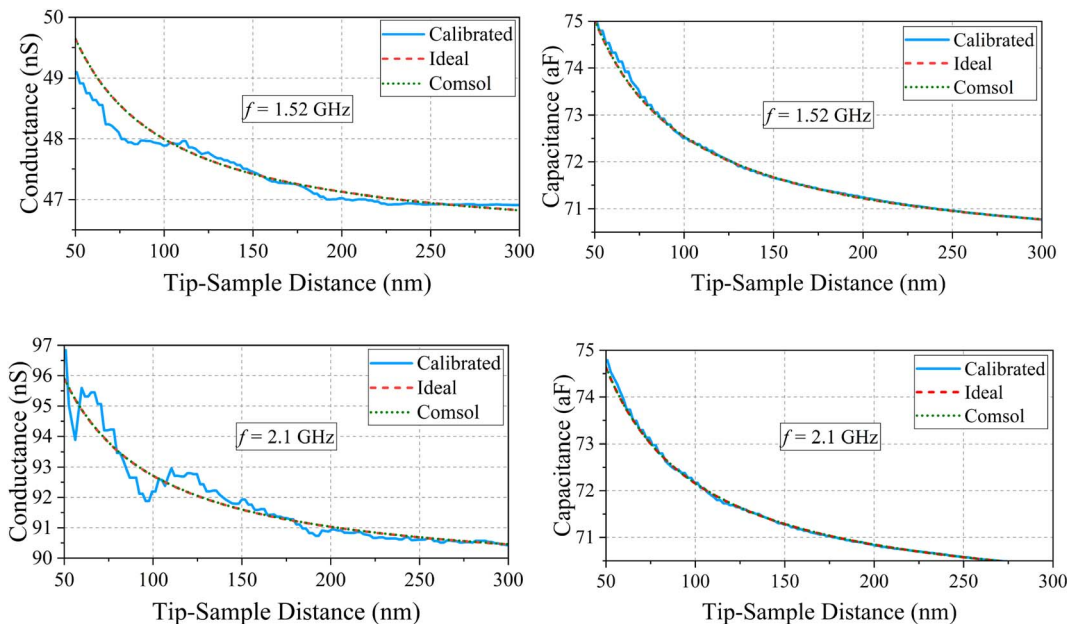 50
49
48
47
Conductance (nS)
Calibrated
Ideal
Comsol
f = 1.52 GHz
50 100 150 200 250 300
Tip-Sample Distance (nm)
75
74
73
72
71
Capacitance (aF)
Calibrated
Ideal
Comsol
f = 1.52 GHz
50 100 150 200 250 300
Tip-Sample Distance (nm)
97
96
95
94
93
92
91
90
Conductance (nS)
Calibrated
Ideal
Comsol
f = 2.1 GHz
50 100 150 200 250 300
Tip-Sample Distance (nm)
75
74
73
72
71
Capacitance (aF)
Calibrated
Ideal
Comsol
f = 2.1 GHz
50 100 150 200 250 300
Tip-Sample Distance (nm)